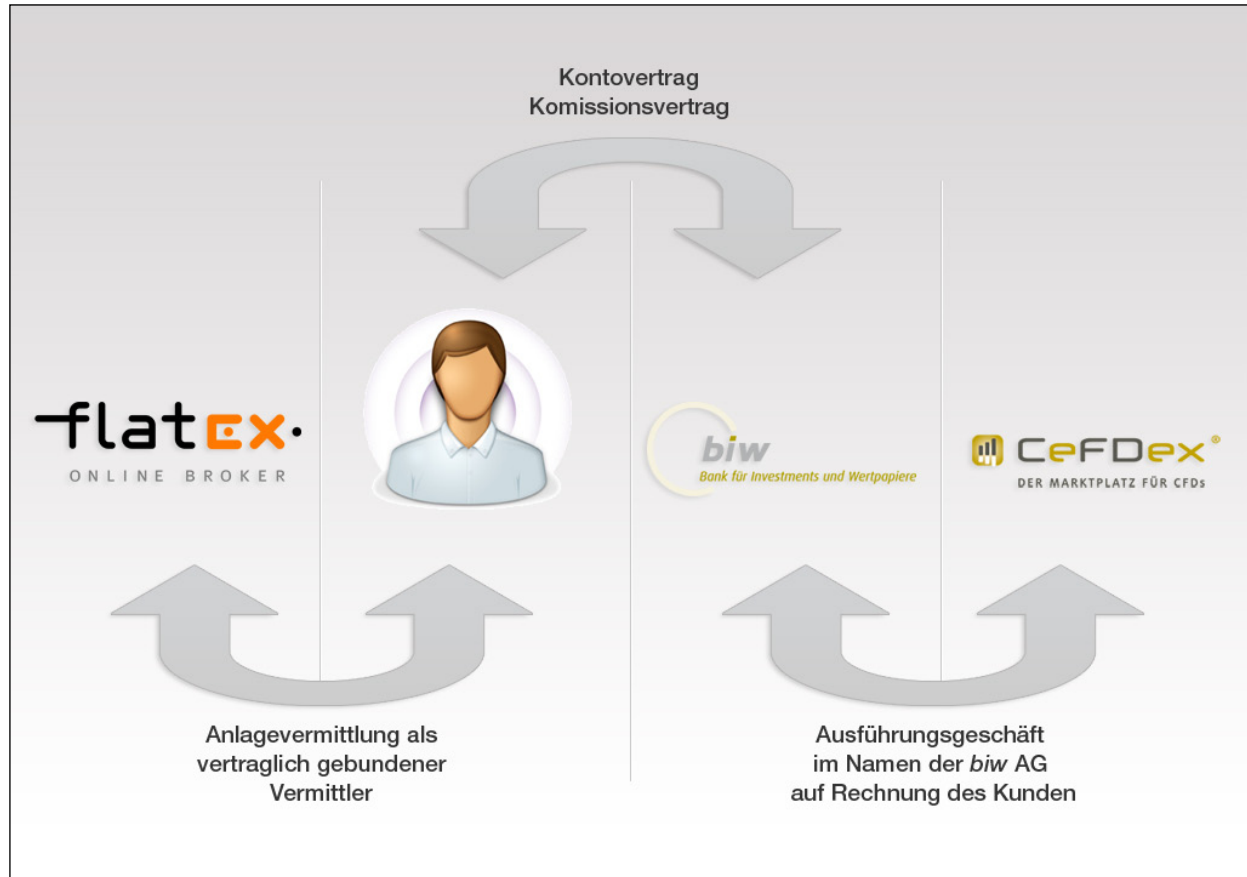 Kontovertrag
Komissionsvertrag
flatex
ONLINE BROKER
biw
Bank für Investments und Wertpapiere
CeFDex®
DER MARKTPLATZ FÜR CFDs
Anlagevermittlung als
vertraglich gebundener
Vermittler
Ausführungsgeschäft
im Namen der biw AG
auf Rechnung des Kunden